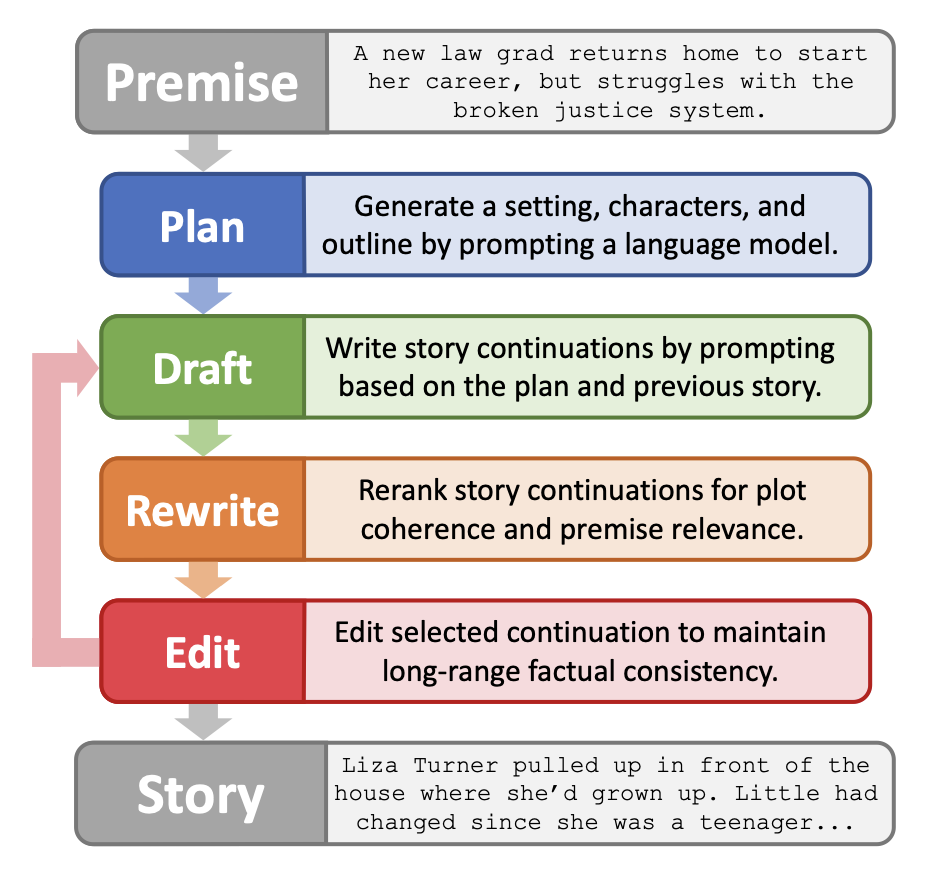 Premise
A new law grad returns home to start
her career, but struggles with the
broken justice system.
Plan
Generate a setting, characters, and
outline by prompting a language model.
Draft
Write story continuations by prompting
based on the plan and previous story.
Rewrite
Rerank story continuations for plot
coherence and premise relevance.
Edit
Edit selected continuation to maintain
long-range factual consistency.
Story
Liza Turner pulled up in front of the
house where she’d grown up. Little had
changed since she was a teenager...